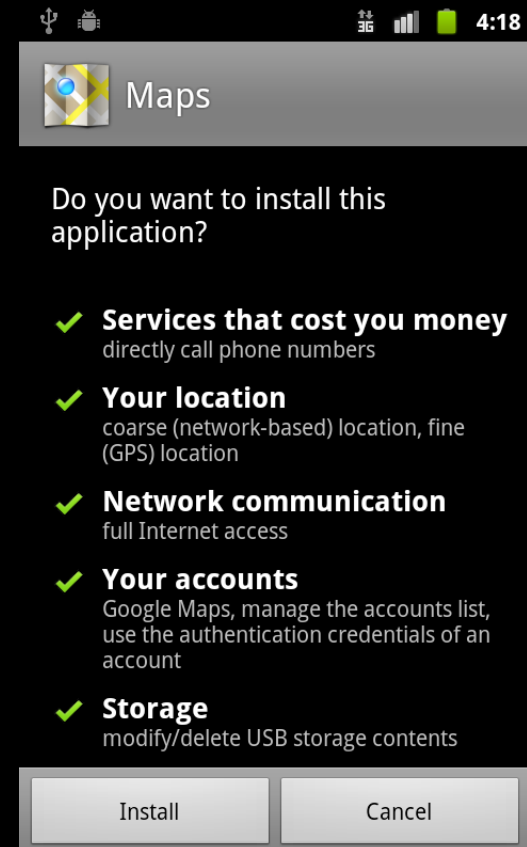 3G 4:18
Maps
Do you want to install this
application?
Services that cost you money
directly call phone numbers
Your location
coarse (network-based) location, fine
(GPS) location
Network communication
full Internet access
Your accounts
Google Maps, manage the accounts list,
use the authentication credentials of an
account
Storage
modify/delete USB storage contents
Install Cancel